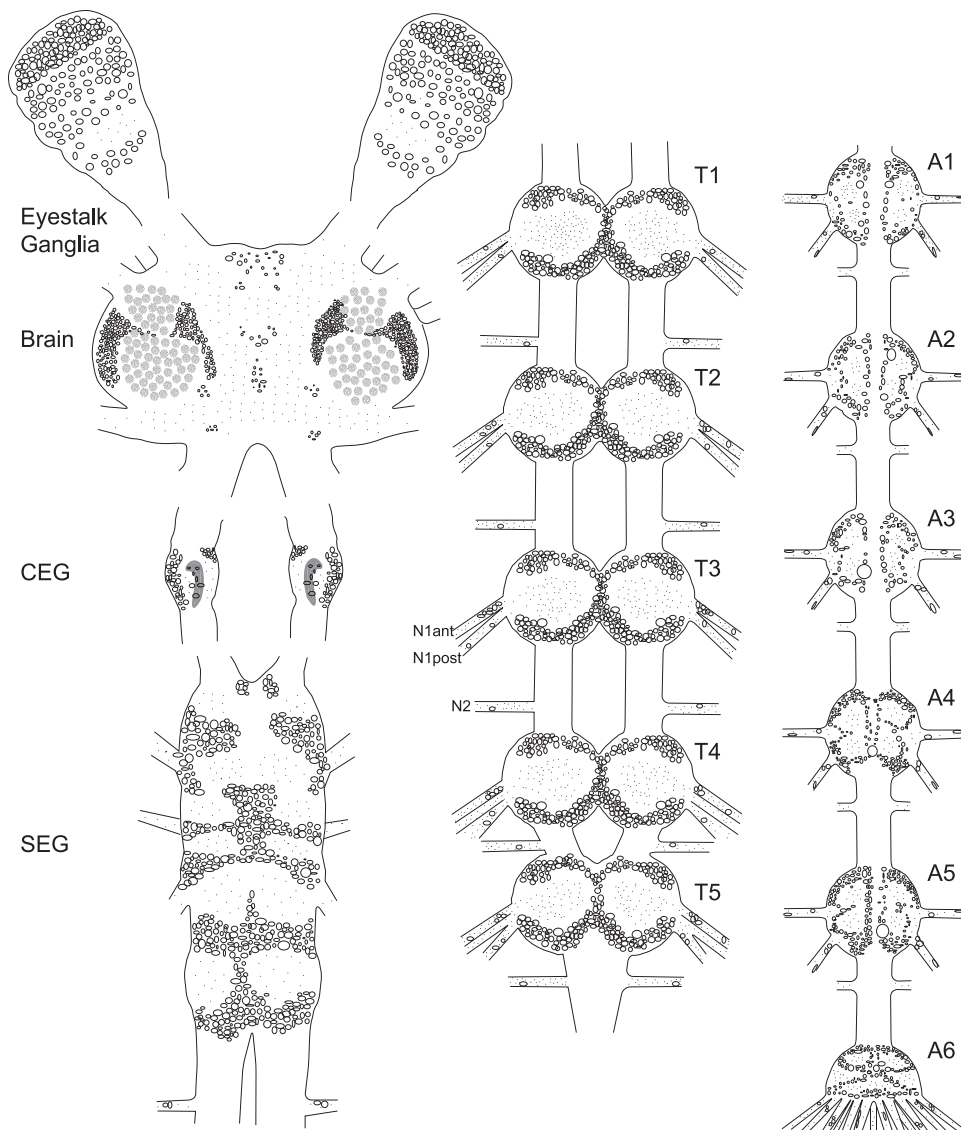 Eyestalk
Ganglia
Brain
CEG
SEG
T1
T2
T3
N1ant
N1post
N2
T4
T5
A1
A2
A3
A4
A5
A6